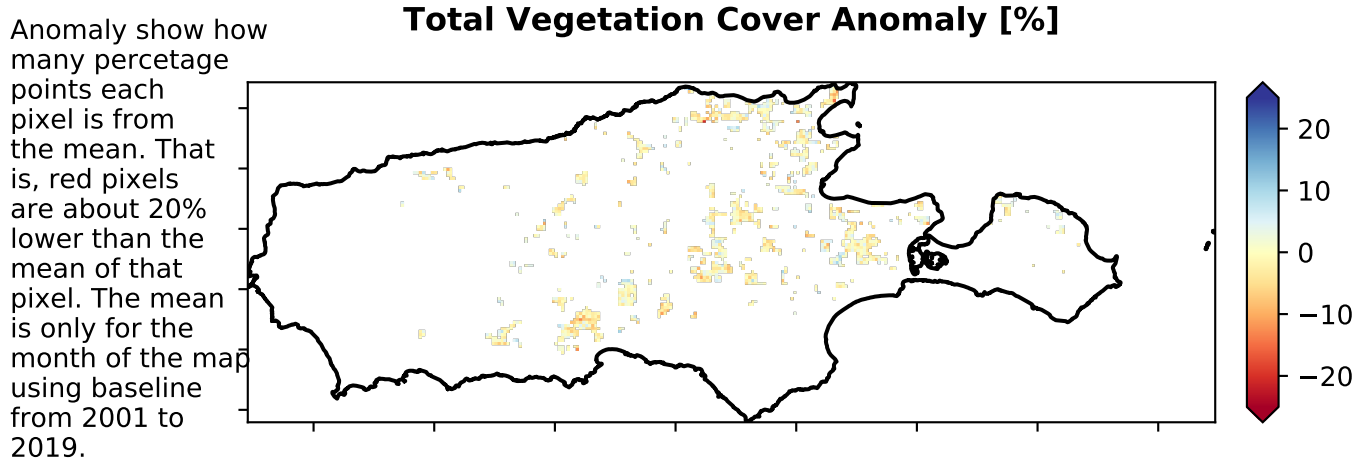 Total Vegetation Cover Anomaly [%]
Anomaly show how
many percetage
points each
pixel is from
the mean. That
is, red pixels
are about 20%
lower than the
mean of that
pixel. The mean
is only for the
month of the map
using baseline
from 2001 to
2019.
20
10
0
−10
−20